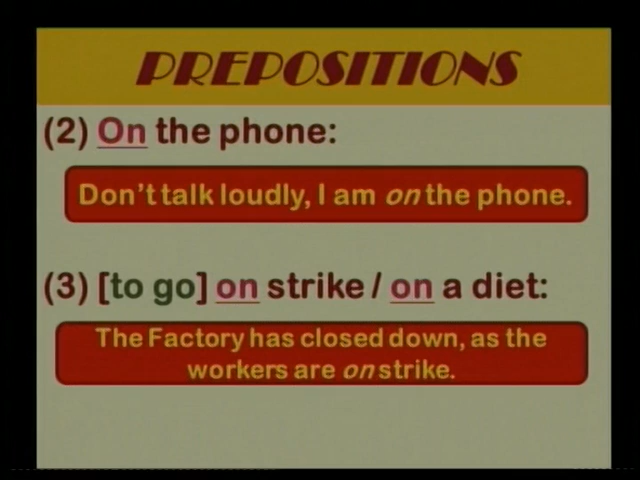 PREPOSITIONS
(2) On the phone:
Don't talk loudly, I am on the phone.
(3) [to go] on strike / on a diet:
The Factory has closed down, as the
workers are on strike.